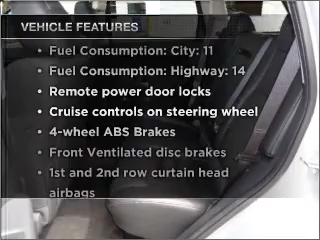 VEHICLE FEATURES
• Fuel Consumption: City: 11
• Fuel Consumption: Highway: 14
• Remote power door locks
• Cruise controls on steering wheel
• 4-wheel ABS Brakes
• Front Ventilated disc brakes
• 1st and 2nd row curtain head
airbags